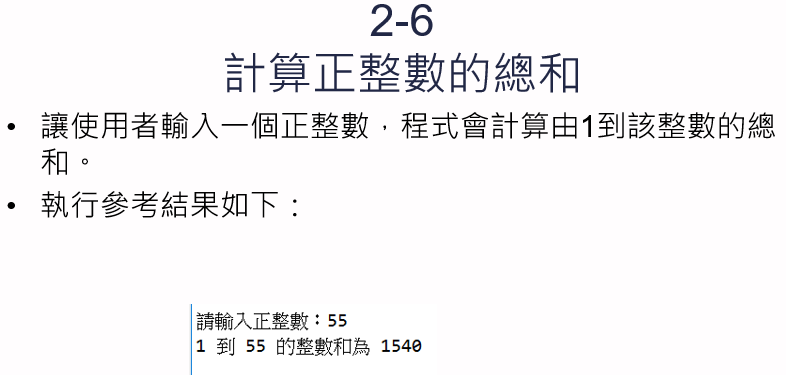 2-6
計算正整數的總和
• 讓使用者輸入一個正整數，程式會計算由1到該整數的總
和。
• 執行參考結果如下：
請輸入正整數：55
1 到 55 的整數和為 1540